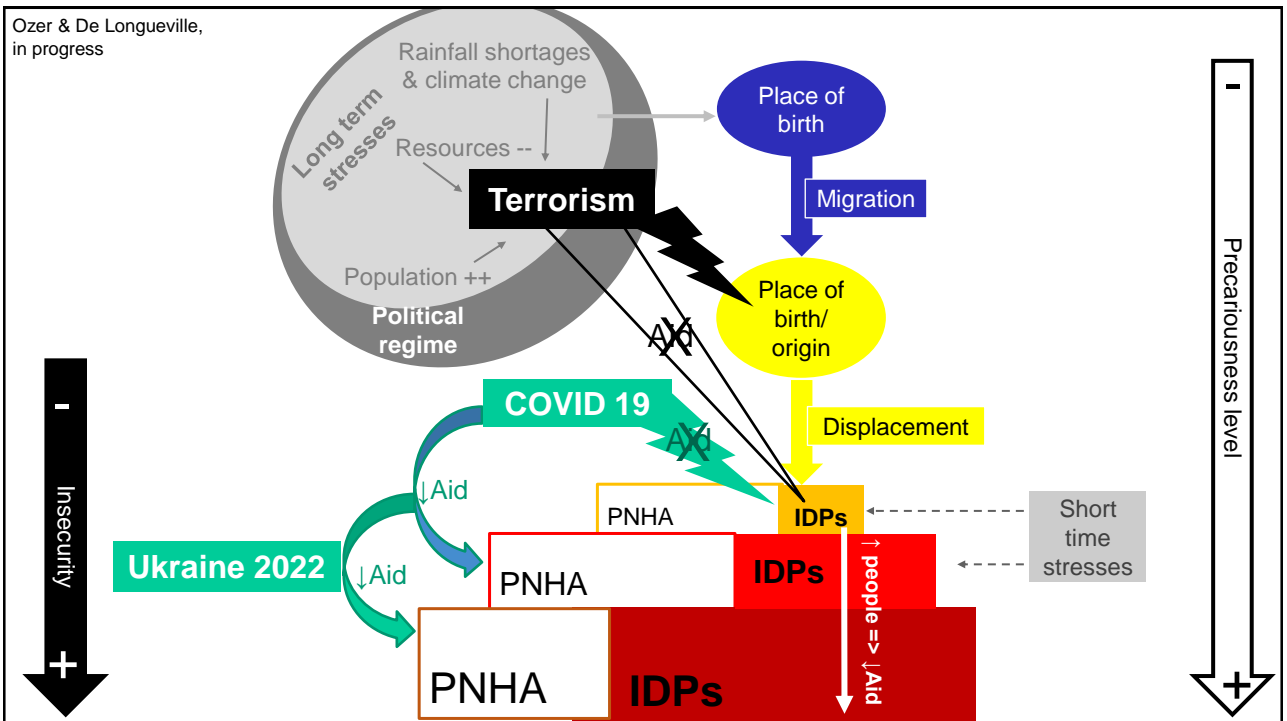 Ozer & De Longueville,
in progress
Rainfall shortages
& climate change
Long term
stresses
Resources --
Terrorism
Population ++
Political
regime
Place of
birth
Migration
Place of
birth/
origin
Displacement
Aid
X
COVID 19
Aid
X
↓Aid
Ukraine 2022
↓Aid
PNHA
IDPs
PNHA
IDPs
PNHA
IDPs
↑ people => ↓Aid
Short
time
stresses
-
Insecurity
+
-
Precariousness level
+